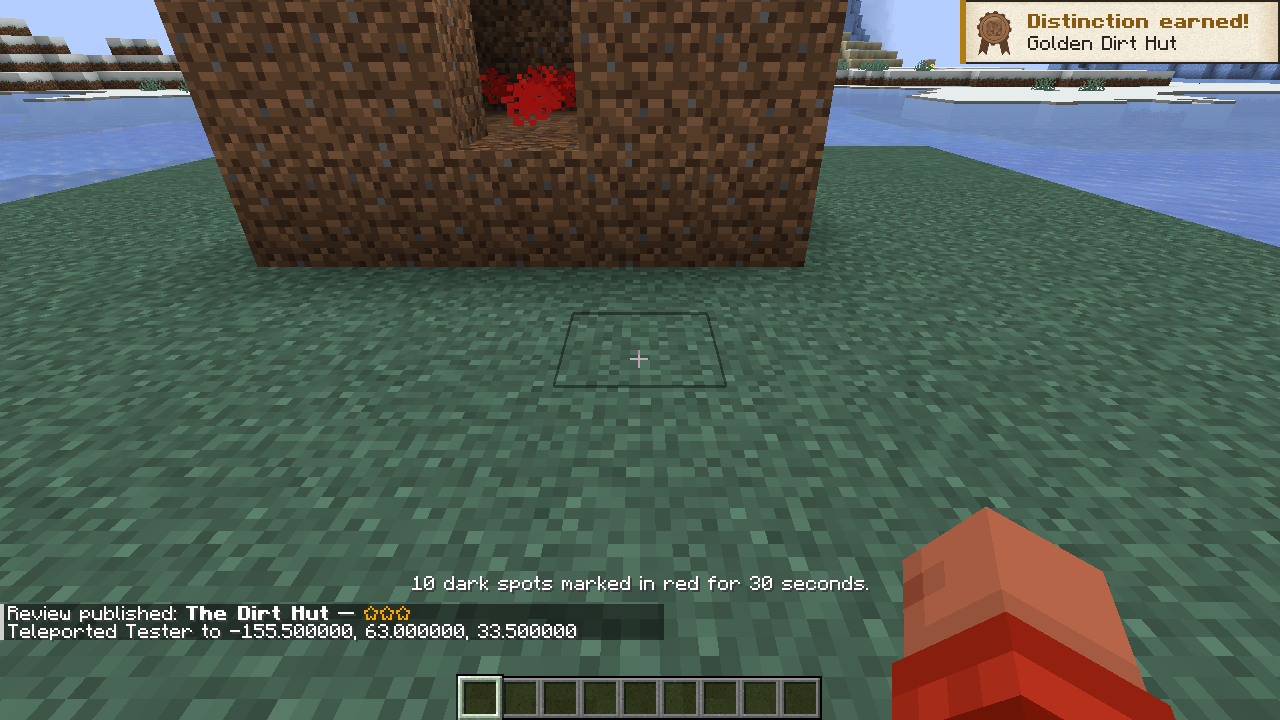 Distinction earned!
Golden Dirt Hut
10 dark spots marked in red for 30 seconds.
Review published: The Dirt Hut — ☆☆☆
Teleported Tester to -155.500000, 63.000000, 33.500000